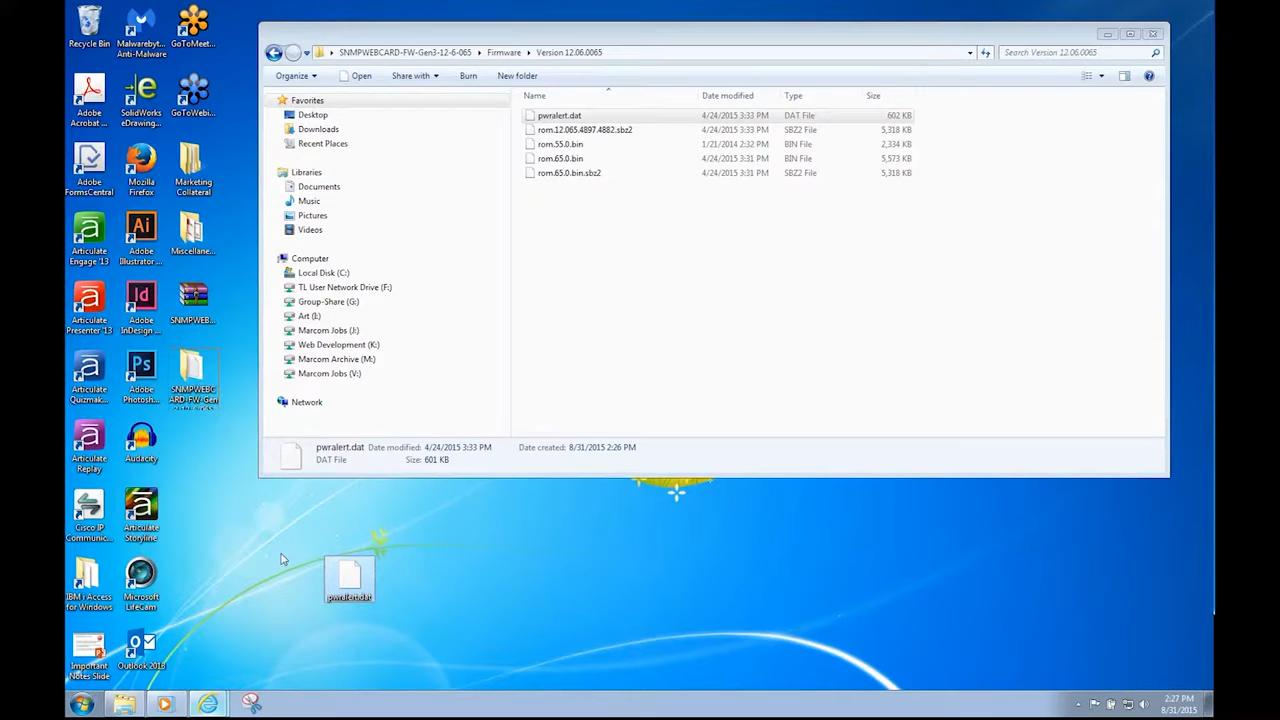 Recycle Bin
Malwarebyt...
Anti-Malware
GoToMeet...
Adobe
Acrobat ...
SolidWorks
eDrawing ...
GoToWebi...
Adobe
FormsCentral
Mozilla
Firefox
Marketing
Collateral
Articulate
Engage '13
Adobe
Illustrator ...
Miscellane...
Articulate
Presenter '13
Adobe
InDesign ...
SNMPWEB...
Articulate
Quizmak...
Adobe
Photosh...
SNMPWEBC
ARD-FW-Gen
Articulate
Replay
Audacity
Cisco IP
Communic...
Articulate
Storyline
IBM i Access
for Windows
Microsoft
LifeCam
Important
Notes Slide
Outlook 2013
SNMPWEBCARD-FW-Gen3-12-6-065 Firmware Version 12.06.0065
Search Version 12.06.0065
Organize Open Share with Burn New folder
Favorites
Desktop
Downloads
Recent Places
Libraries
Documents
Music
Pictures
Videos
Computer
Local Disk (C:)
TL User Network Drive (F:)
Group-Share (G:)
Art (I:)
Marcom Jobs (J:)
Web Development (K:)
Marcom Archive (M:)
Marcom Jobs (V:)
Network
Name Date modified Type Size
pwralert.dat 4/24/2015 3:33 PM DAT File 602 KB
rom.12.065.4897.4882.sbz2 4/24/2015 3:33 PM SBZ2 File 5,318 KB
rom.55.0.bin 1/21/2014 2:32 PM BIN File 2,334 KB
rom.65.0.bin 4/24/2015 3:31 PM BIN File 5,573 KB
rom.65.0.bin.sbz2 4/24/2015 3:31 PM SBZ2 File 5,318 KB
pwralert.dat Date modified: 4/24/2015 3:33 PM Date created: 8/31/2015 2:26 PM
DAT File Size: 601 KB
pwralert.dat
2:27 PM
8/31/2015